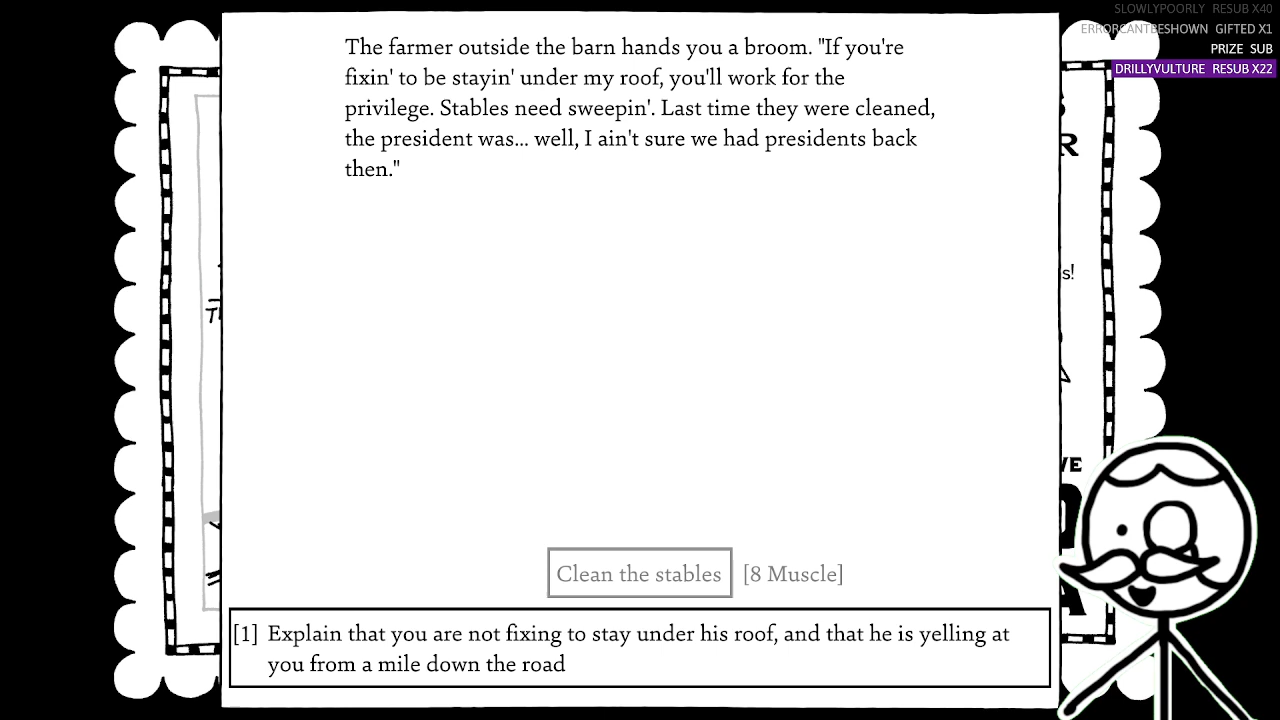 SLOWLYPOORLY RESUB X40
ERRORCANTBESHOWN GIFTED X1
PRIZE SUB
DRILLYVULTURE RESUB X22
The farmer outside the barn hands you a broom. "If you're
fixin' to be stayin' under my roof, you'll work for the
privilege. Stables need sweepin'. Last time they were cleaned,
the president was... well, I ain't sure we had presidents back
then."
R
s!
VE
Clean the stables [8 Muscle]
[1] Explain that you are not fixing to stay under his roof, and that he is yelling at
you from a mile down the road